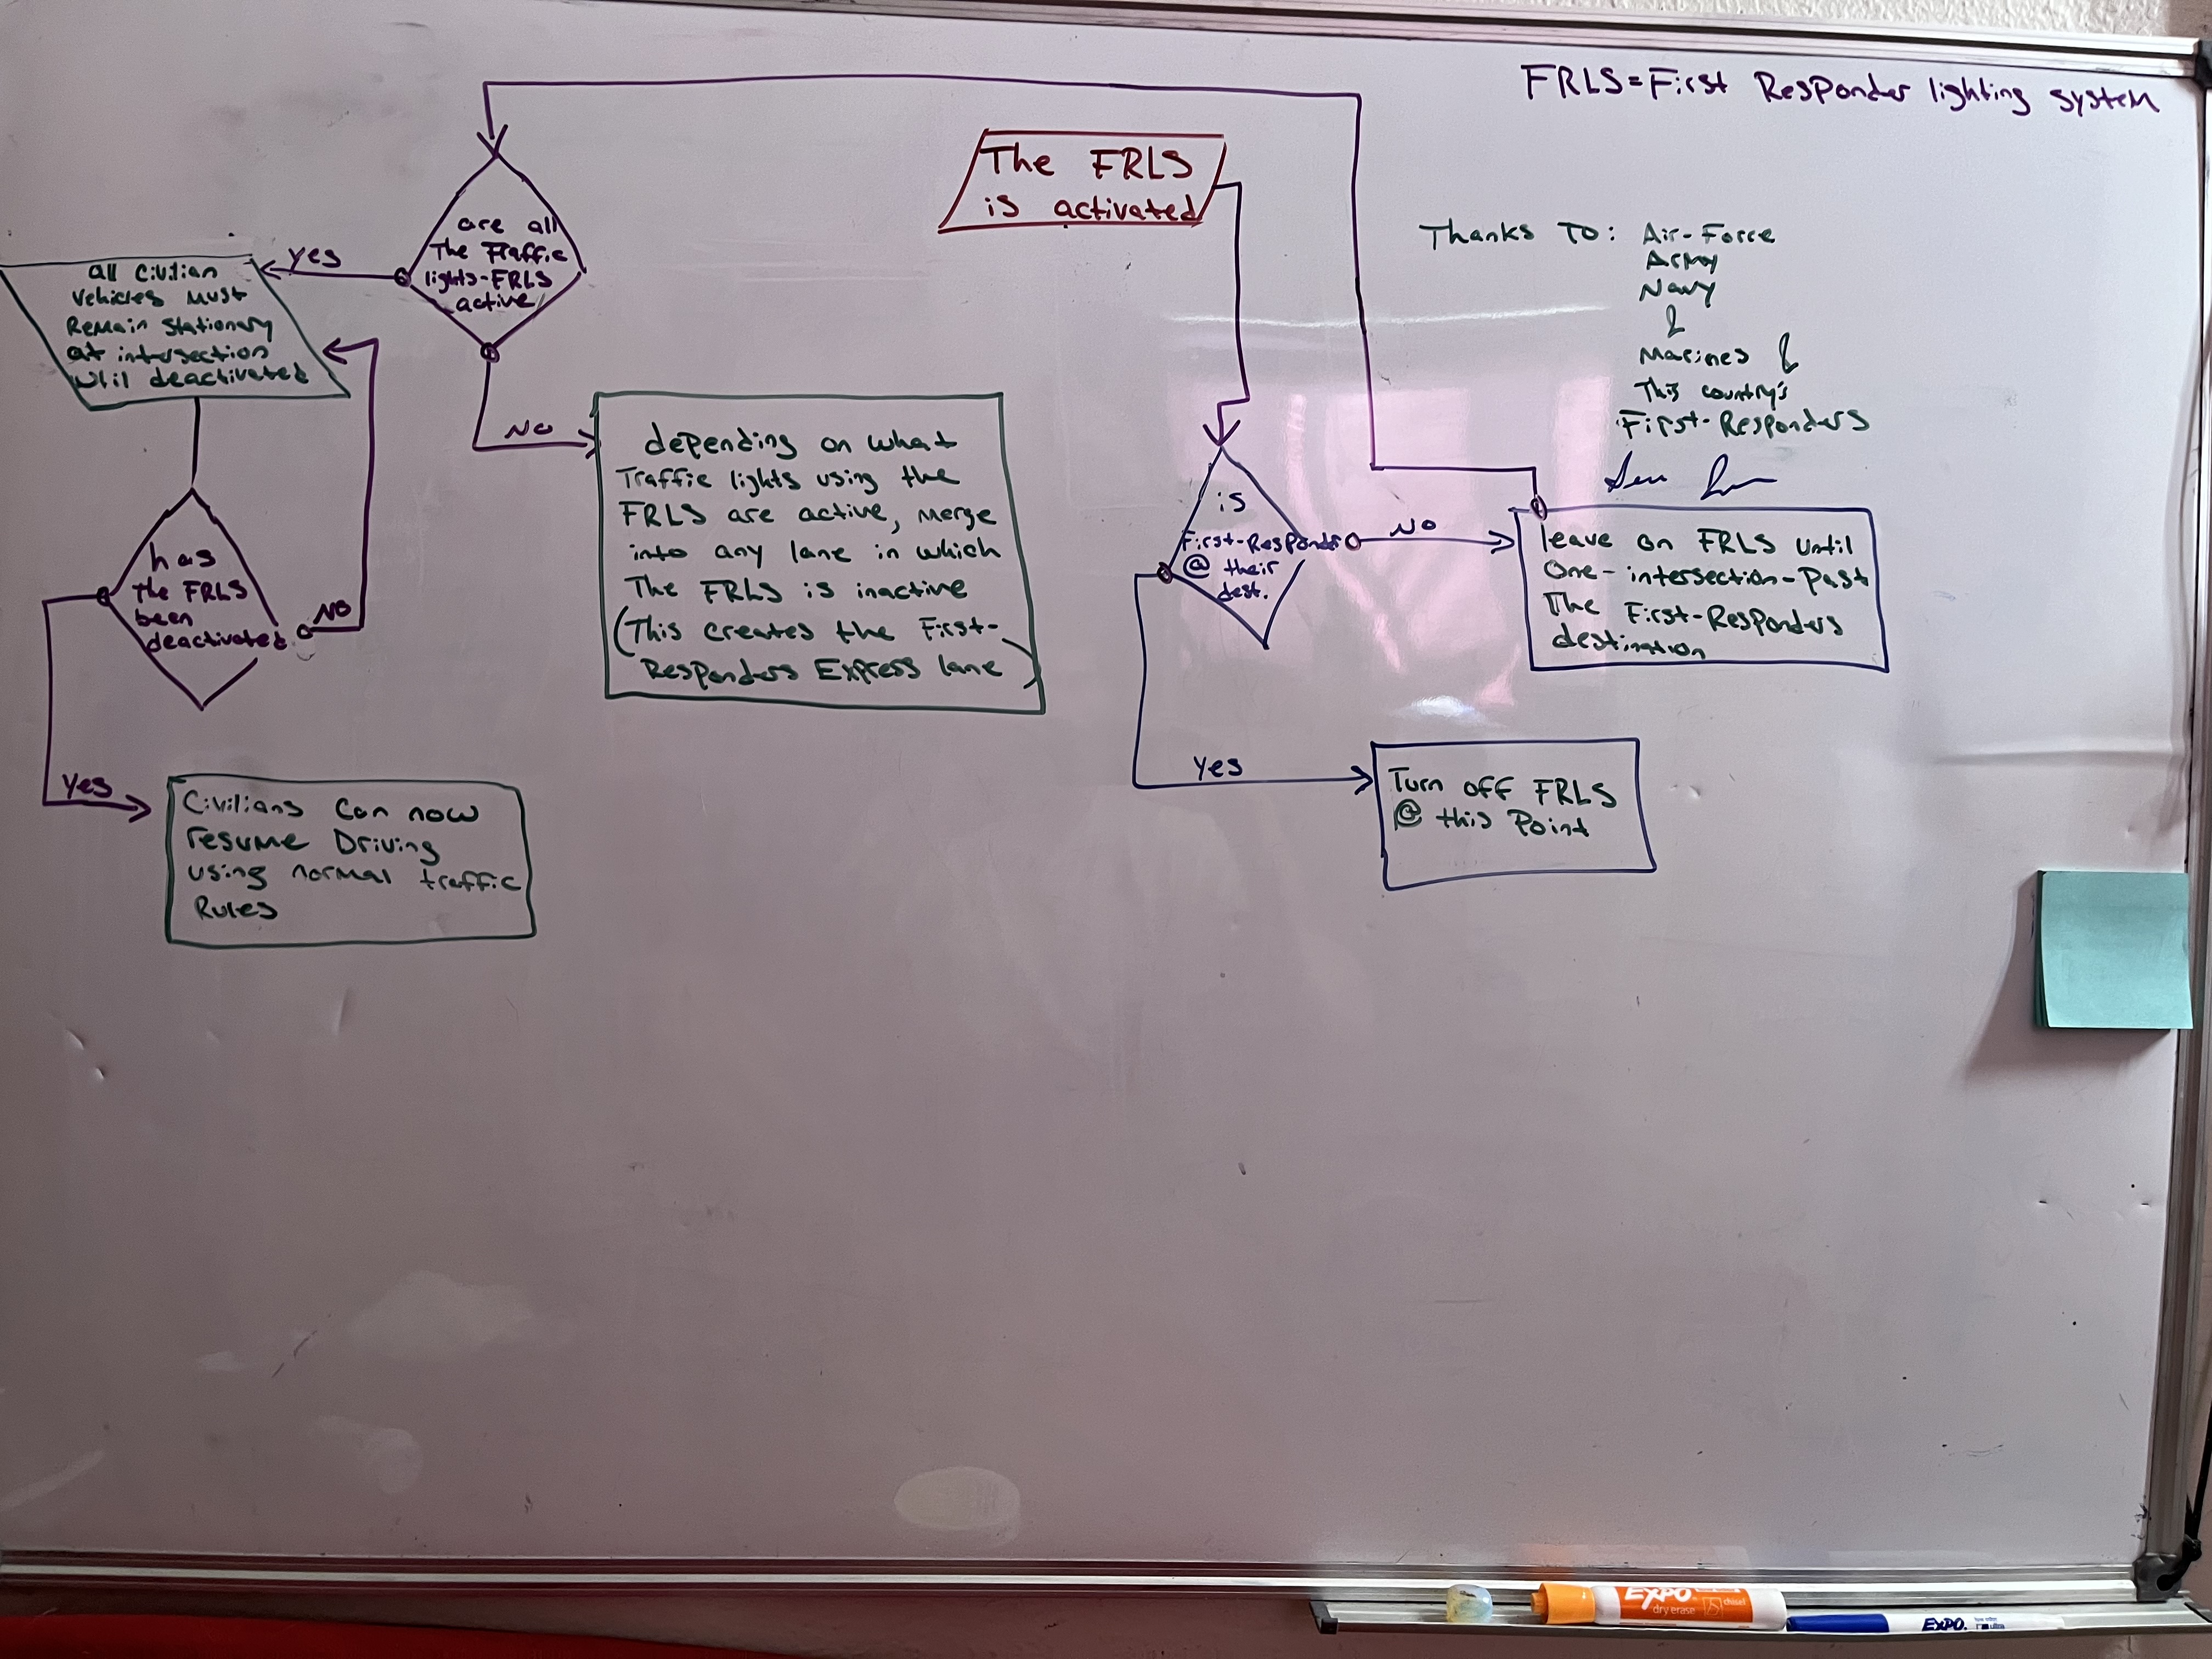 FRLS=First Responder lighting system
The FRLS
is activated
are all
The Traffic
lights-FRLS
active
yes
all Civilian
Vehicles Must
Remain Stationary
at intersection
until deactivated
Thanks To: Air-Force
Army
Navy
&
Marines &
This country's
First-Responders
No
depending on what
Traffic lights using the
FRLS are active, merge
into any lane in which
The FRLS is inactive
(This creates the First-
Responders Express lane)
is
First-Responder
@ their
dest.
No
leave on FRLS until
One-intersection-Past
The First-Responders
destination
has
The FRLS
been
deactivated
No
yes
Civilians Can now
resume Driving
using normal traffic
Rules
Yes
Turn off FRLS
@ this Point
EXPO
dry erase
chisel
EXPO.